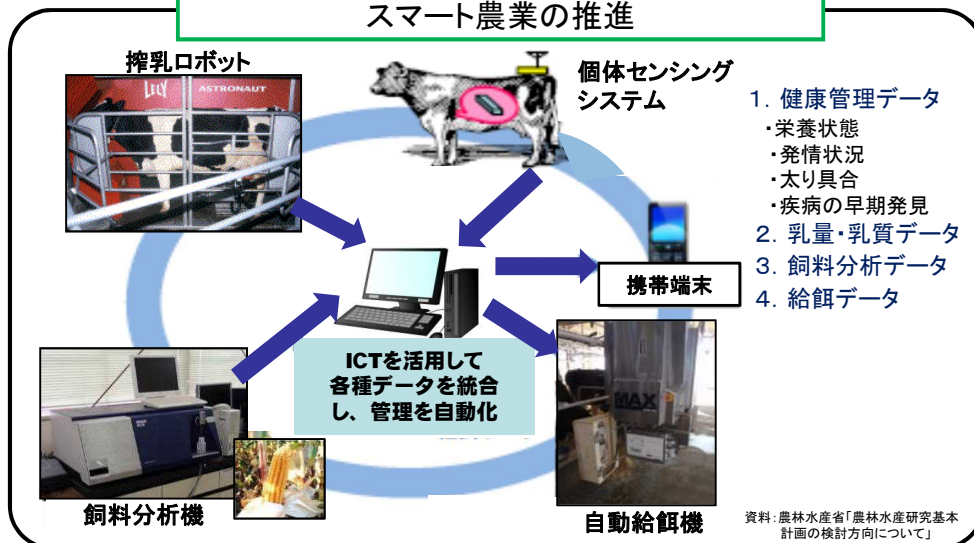 スマート農業の推進
搾乳ロボット
LELY
ASTRONAUT
個体センシング
システム
1. 健康管理データ
・栄養状態
・発情状況
・太り具合
・疾病の早期発見
2. 乳量・乳質データ
3. 飼料分析データ
4. 給餌データ
携帯端末
ICTを活用して
各種データを統合
し、管理を自動化
MAX
飼料分析機
自動給餌機
資料:農林水産省「農林水産研究基本
計画の検討方向について」